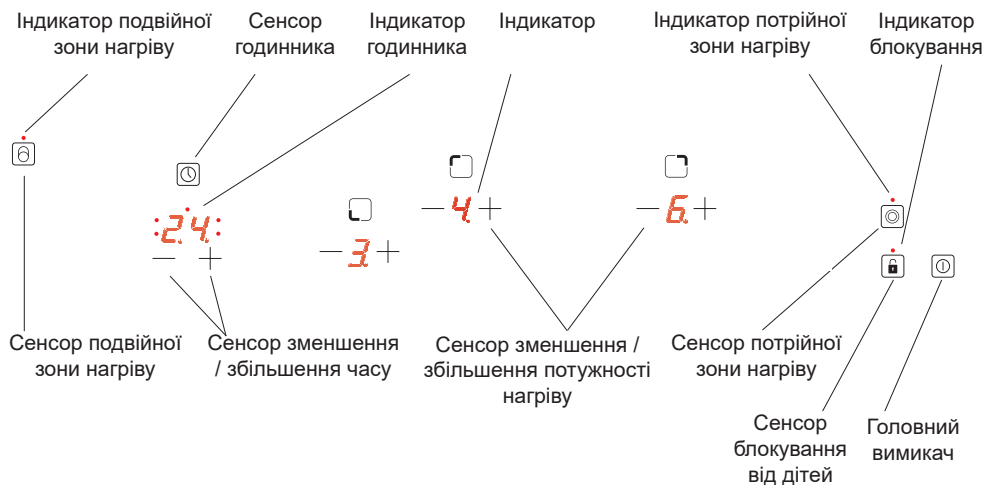 Індикатор подвійної
зони нагріву
Сенсор
годинника
Індикатор
годинника
Індикатор
Індикатор потрійної
зони нагріву
Індикатор
блокування
2.4.
− +
− 3 +
− 4. +
− 6. +
Сенсор подвійної
зони нагріву
Сенсор зменшення
/ збільшення часу
Сенсор зменшення /
збільшення потужності
нагріву
Сенсор потрійної
зони нагріву
Сенсор
блокування
від дітей
Головний
вимикач